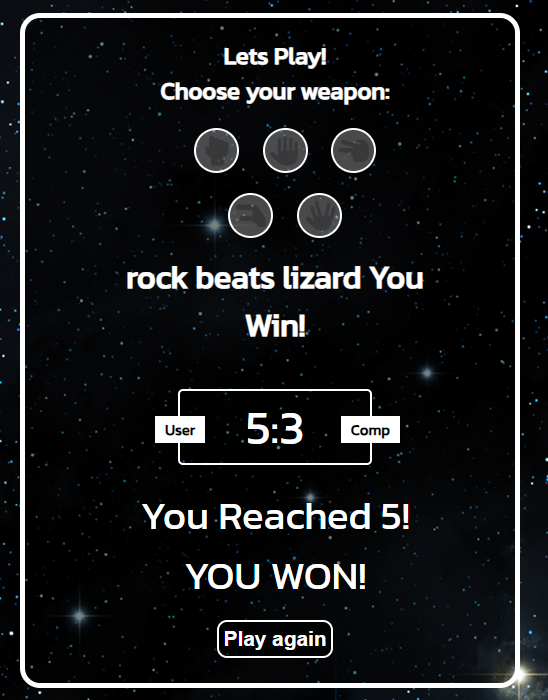 Lets Play!
Choose your weapon:
rock beats lizard You
Win!
User 5:3 Comp
You Reached 5!
YOU WON!
Play again